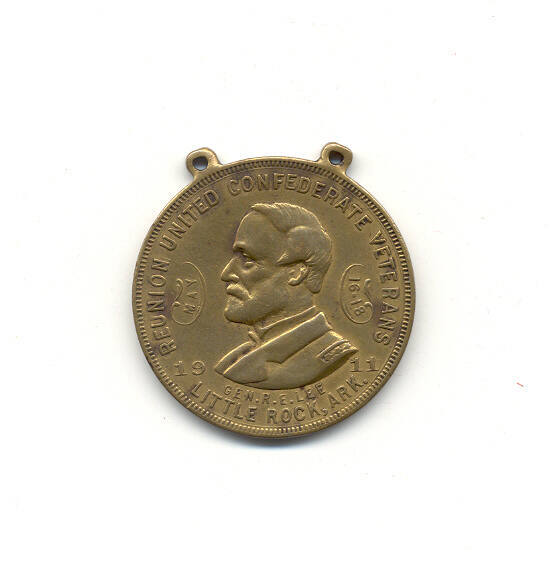 REUNION UNITED CONFEDERATE VETERANS
MAY
16-18
19 11
GEN. R. E. LEE
LITTLE ROCK, ARK.